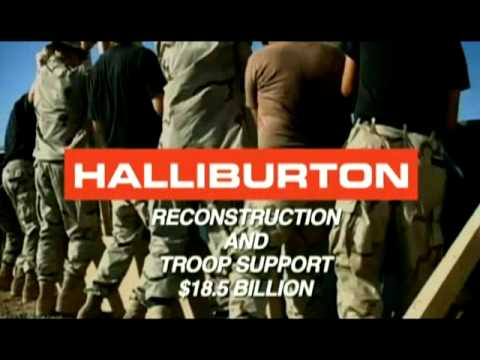 HALLIBURTON
RECONSTRUCTION
AND
TROOP SUPPORT
$18.5 BILLION